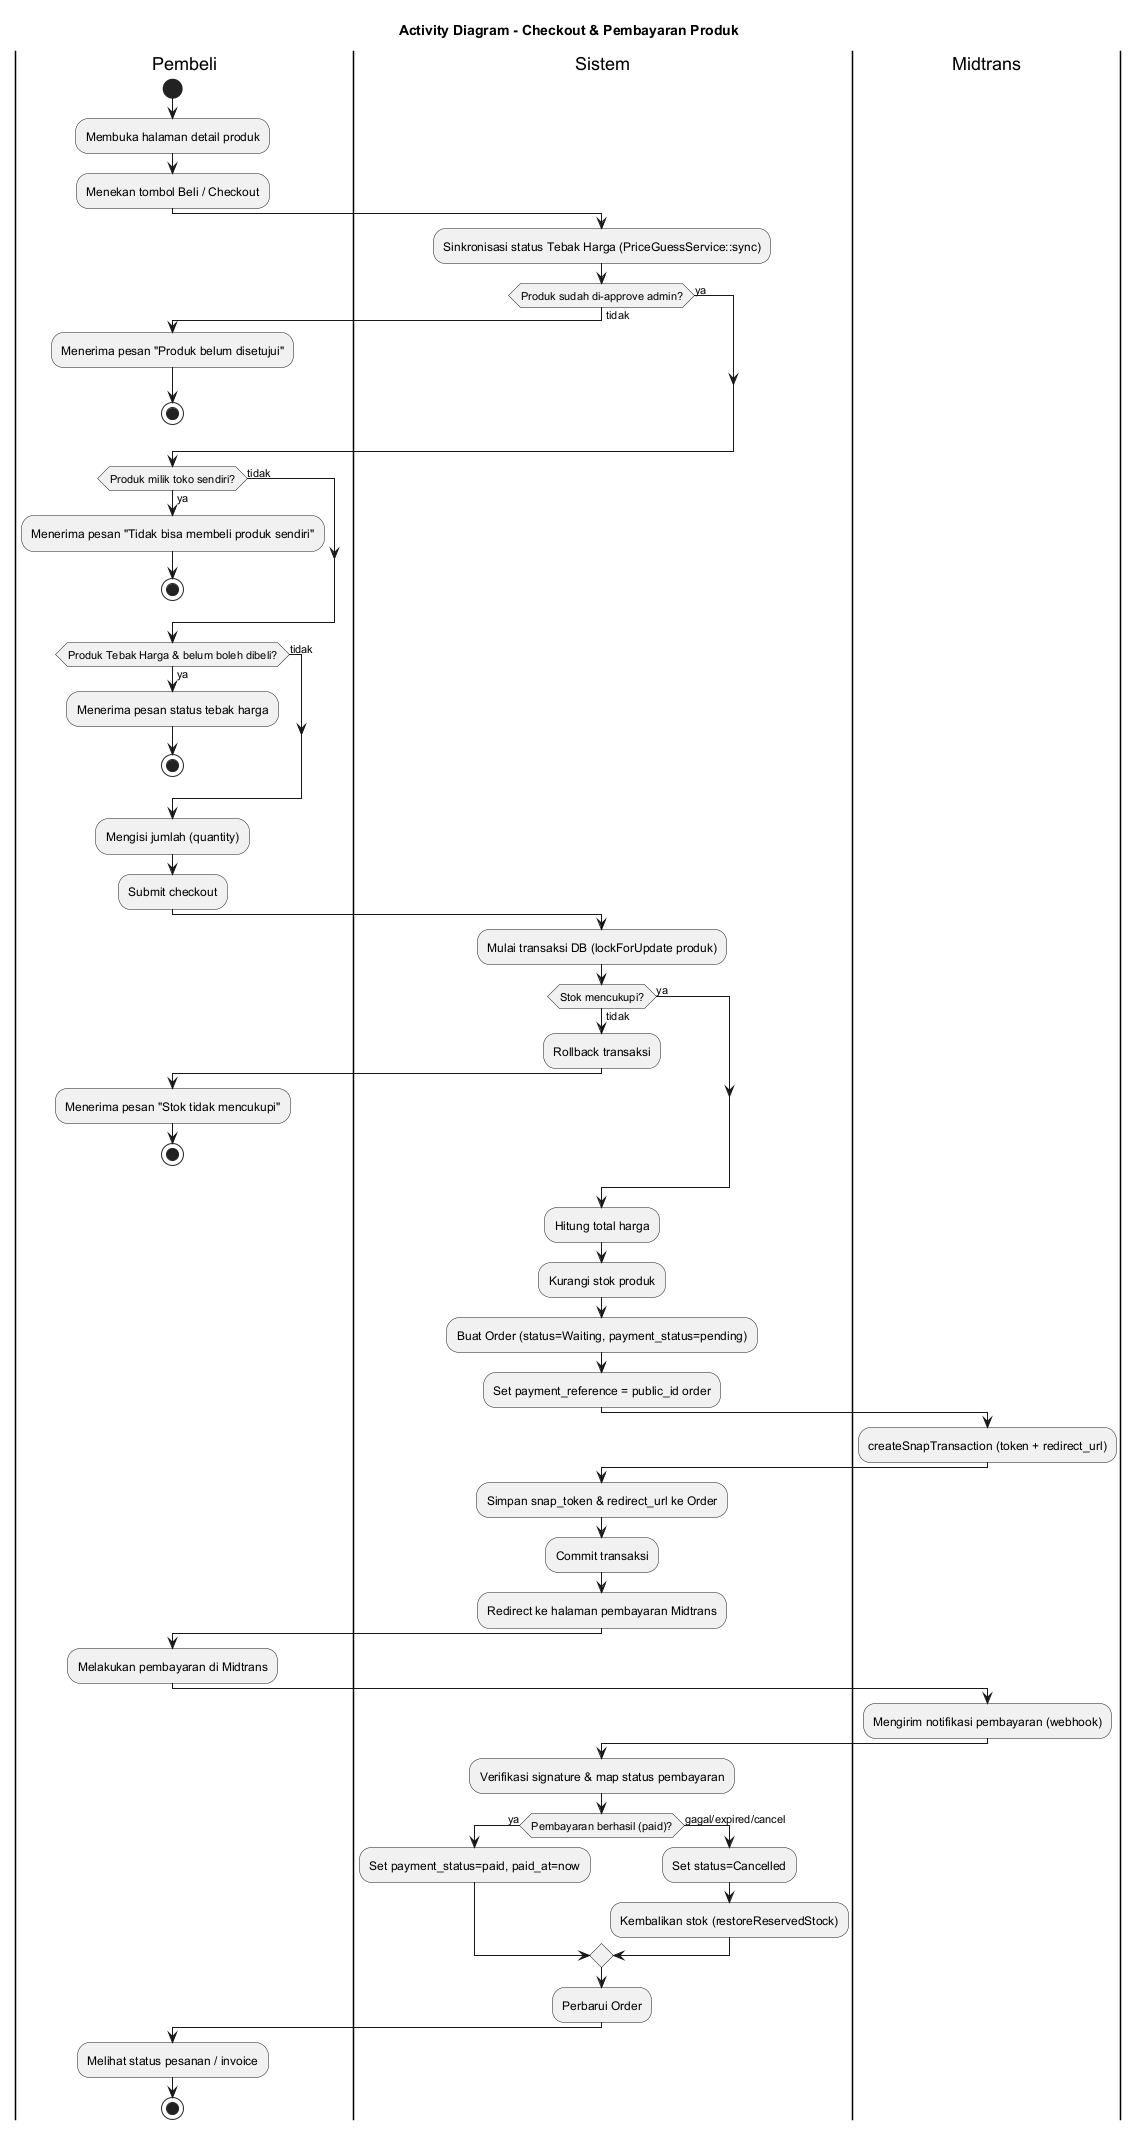 Activity Diagram - Checkout & Pembayaran Produk
Pembeli
Sistem
Midtrans
Membuka halaman detail produk
Menekan tombol Beli / Checkout
Sinkronisasi status Tebak Harga (PriceGuessService::sync)
Produk sudah di-approve admin?
ya
tidak
Menerima pesan "Produk belum disetujui"
Produk milik toko sendiri?
tidak
ya
Menerima pesan "Tidak bisa membeli produk sendiri"
Produk Tebak Harga & belum boleh dibeli?
tidak
ya
Menerima pesan status tebak harga
Mengisi jumlah (quantity)
Submit checkout
Mulai transaksi DB (lockForUpdate produk)
Stok mencukupi?
ya
tidak
Rollback transaksi
Menerima pesan "Stok tidak mencukupi"
Hitung total harga
Kurangi stok produk
Buat Order (status=Waiting, payment_status=pending)
Set payment_reference = public_id order
createSnapTransaction (token + redirect_url)
Simpan snap_token & redirect_url ke Order
Commit transaksi
Redirect ke halaman pembayaran Midtrans
Melakukan pembayaran di Midtrans
Mengirim notifikasi pembayaran (webhook)
Verifikasi signature & map status pembayaran
ya
Pembayaran berhasil (paid)?
gagal/expired/cancel
Set payment_status=paid, paid_at=now
Set status=Cancelled
Kembalikan stok (restoreReservedStock)
Perbarui Order
Melihat status pesanan / invoice